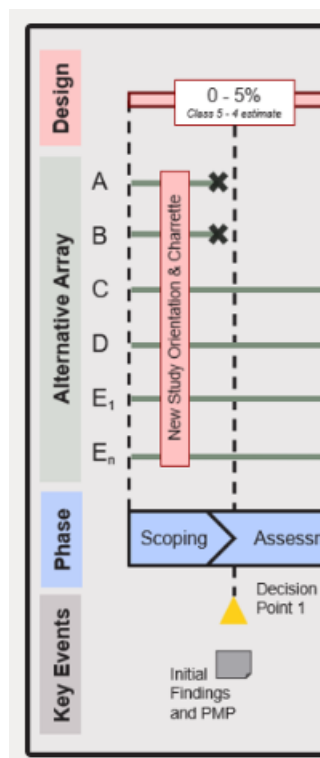 Design
0 - 5%
Class 5 - 4 estimate
Alternative Array
A
B
C
D
E1
En
New Study Orientation & Charrette
Phase
Scoping
Assessm
Key Events
Decision
Point 1
Initial
Findings
and PMP